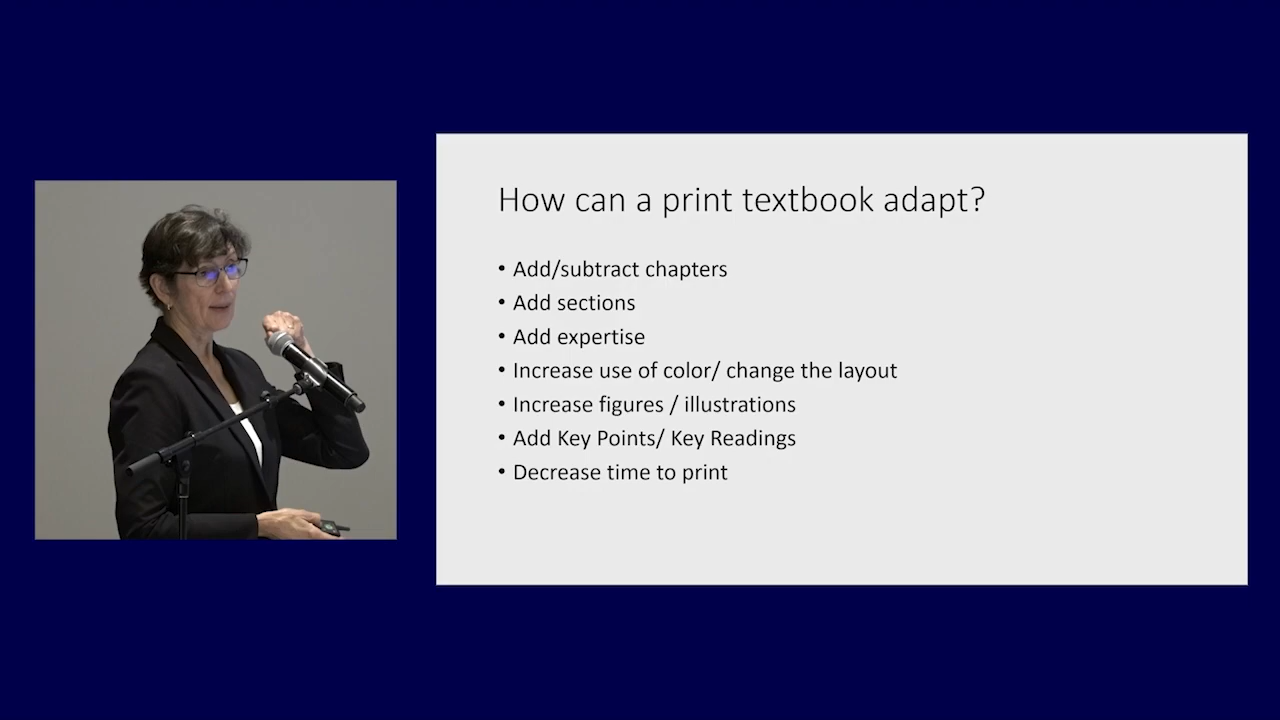 How can a print textbook adapt?
• Add/subtract chapters
• Add sections
• Add expertise
• Increase use of color/ change the layout
• Increase figures / illustrations
• Add Key Points/ Key Readings
• Decrease time to print